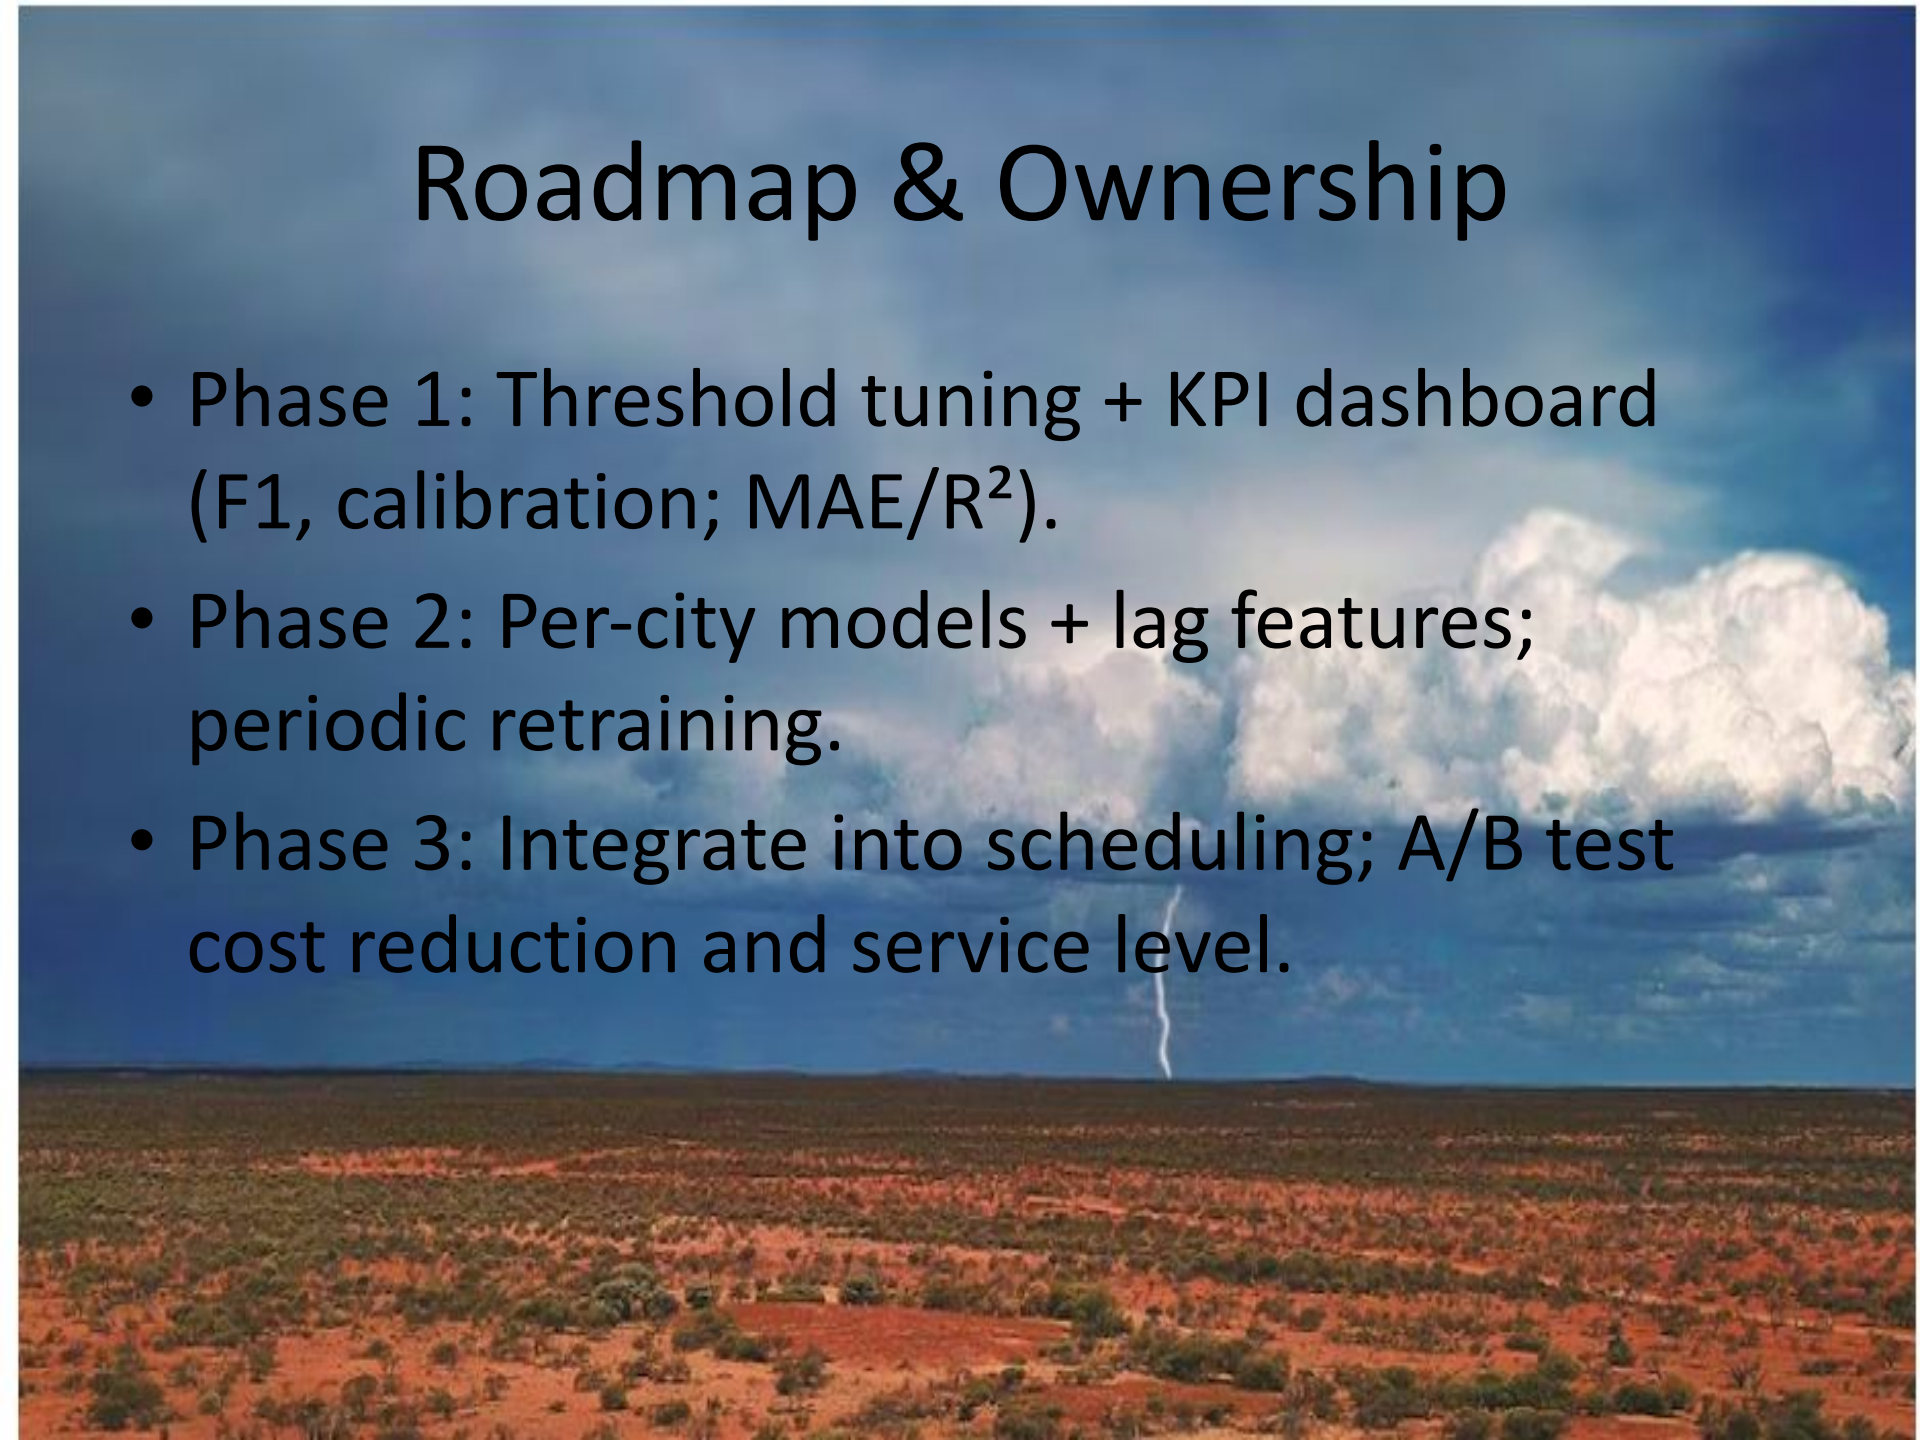 Roadmap & Ownership
• Phase 1: Threshold tuning + KPI dashboard
(F1, calibration; MAE/R²).
• Phase 2: Per-city models + lag features;
periodic retraining.
• Phase 3: Integrate into scheduling; A/B test
cost reduction and service level.